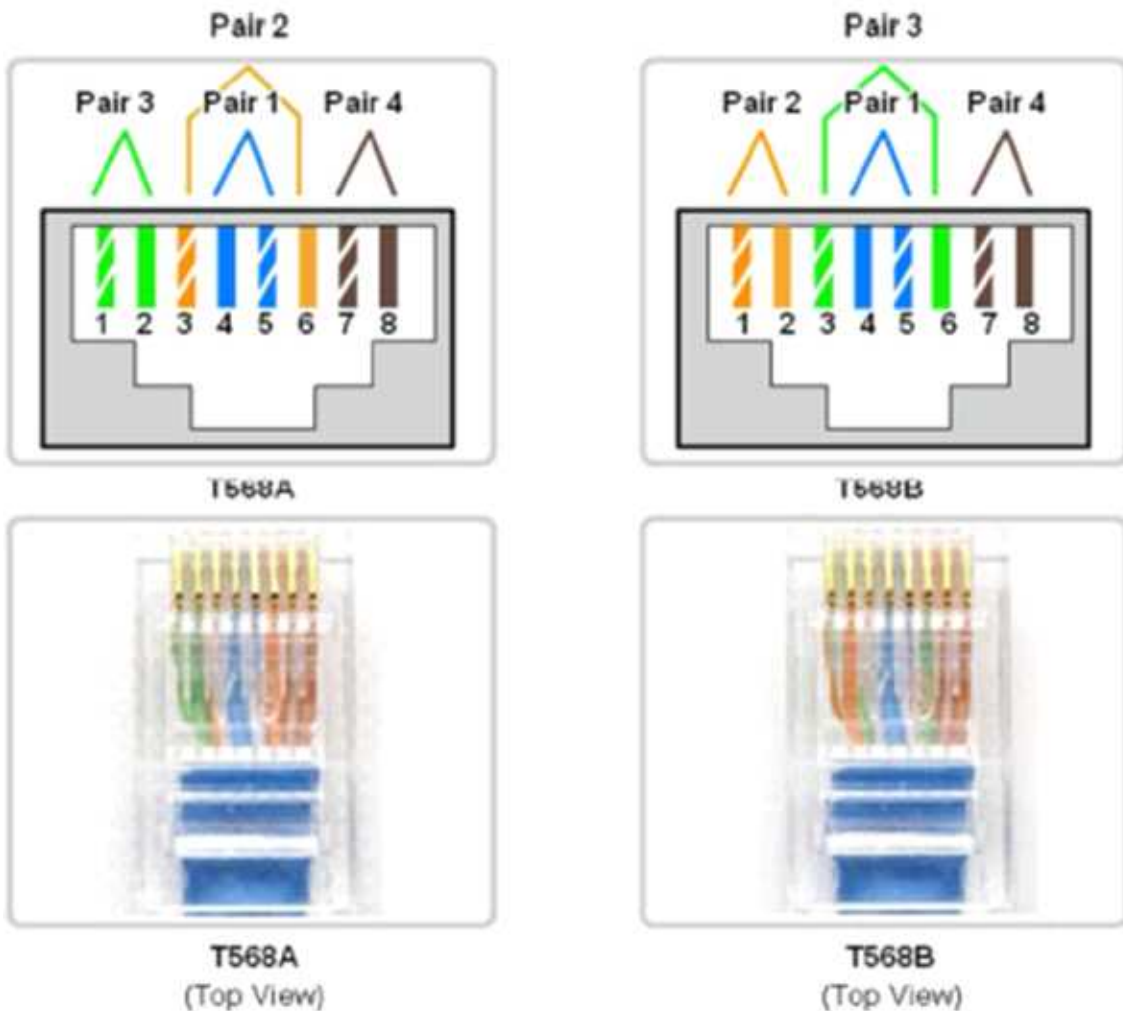 Pair 2
Pair 3 Pair 1 Pair 4
1 2 3 4 5 6 7 8
T568A
Pair 3
Pair 2 Pair 1 Pair 4
1 2 3 4 5 6 7 8
T568B
T568A
(Top View)
T568B
(Top View)